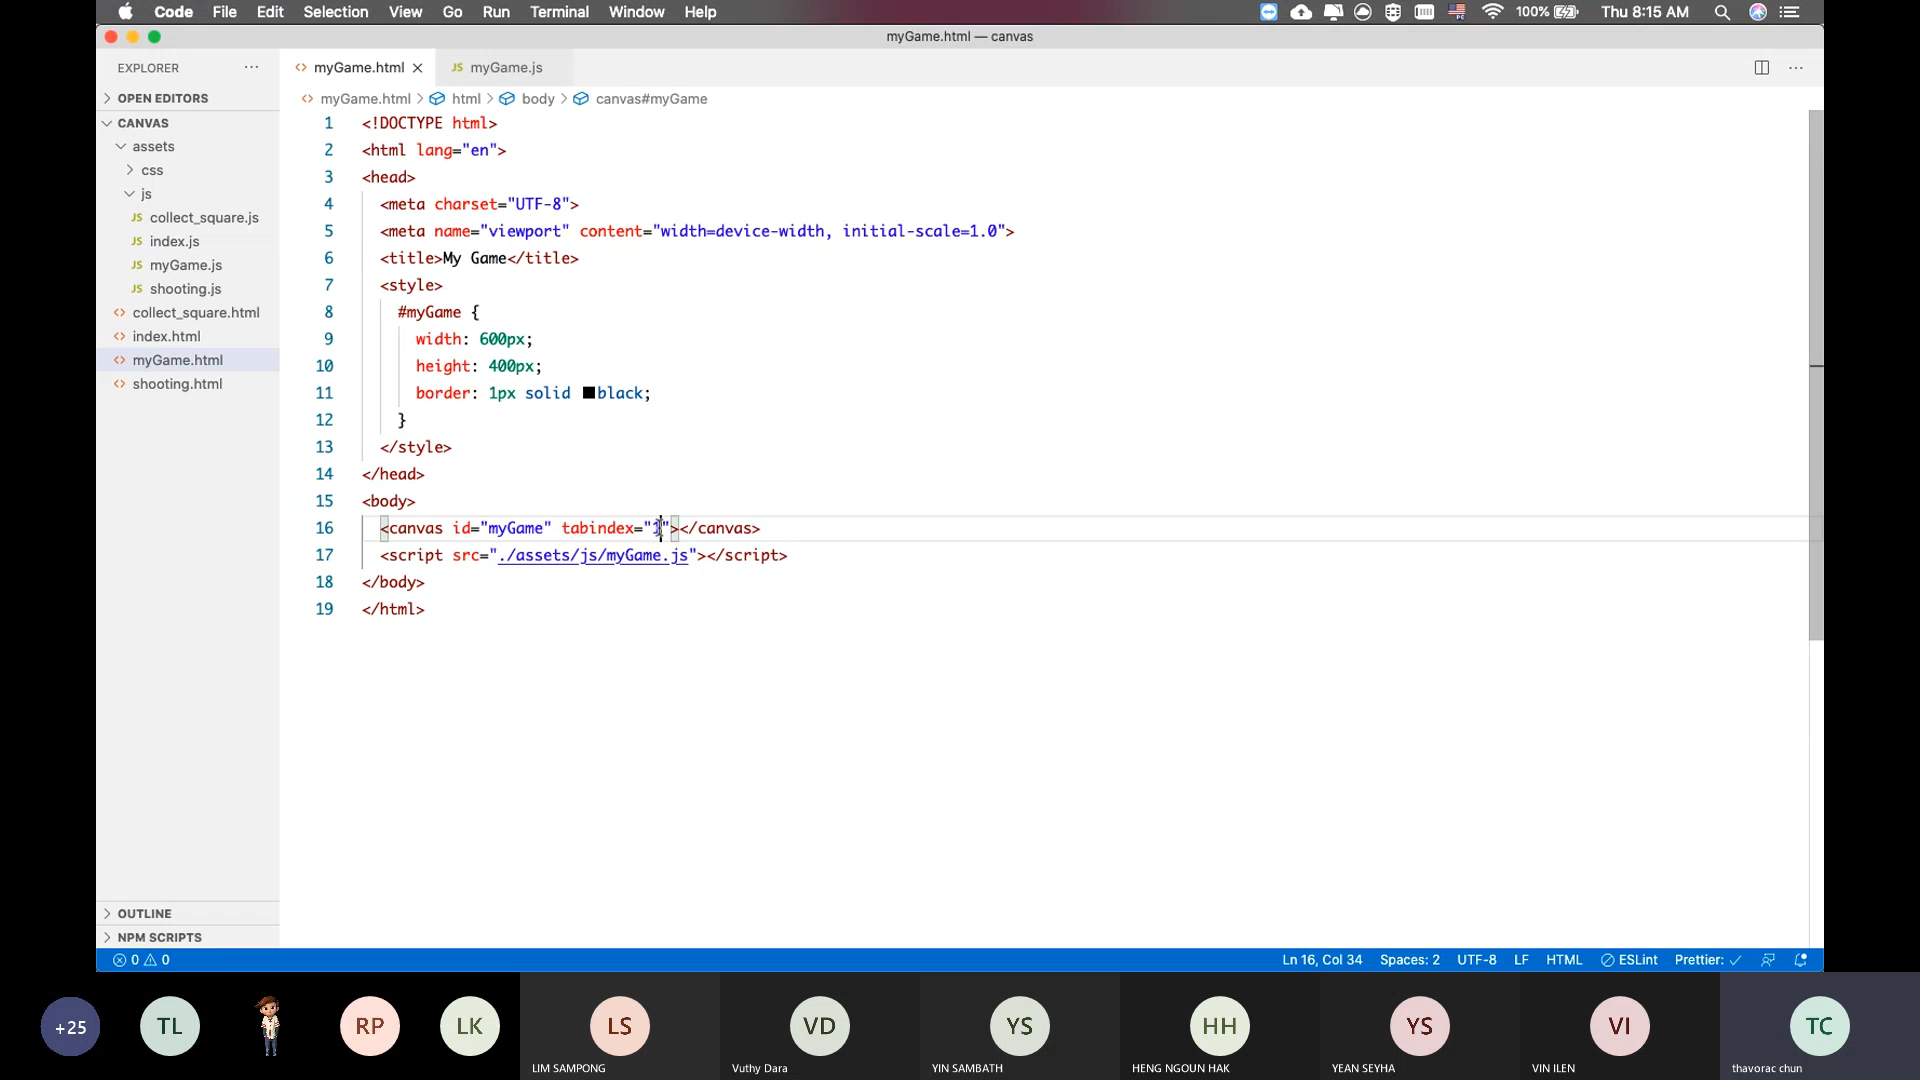 Code File Edit Selection View Go Run Terminal Window Help 100% Thu 8:15 AM
myGame.html — canvas
EXPLORER ···
OPEN EDITORS
CANVAS
assets
css
js
JS collect_square.js
JS index.js
JS myGame.js
JS shooting.js
<> collect_square.html
<> index.html
<> myGame.html
<> shooting.html
OUTLINE
NPM SCRIPTS
<> myGame.html × JS myGame.js ···
<> myGame.html > html > body > canvas#myGame
1 <!DOCTYPE html>
2 <html lang="en">
3 <head>
4 <meta charset="UTF-8">
5 <meta name="viewport" content="width=device-width, initial-scale=1.0">
6 <title>My Game</title>
7 <style>
8 #myGame {
9 width: 600px;
10 height: 400px;
11 border: 1px solid black;
12 }
13 </style>
14 </head>
15 <body>
16 <canvas id="myGame" tabindex="1"></canvas>
17 <script src="./assets/js/myGame.js"></script>
18 </body>
19 </html>
0 0 Ln 16, Col 34 Spaces: 2 UTF-8 LF HTML ESLint Prettier: ✓
+25 TL RP LK LS VD YS HH YS VI TC
LIM SAMPONG Vuthy Dara YIN SAMBATH HENG NGOUN HAK YEAN SEYHA VIN ILEN thavorac chun